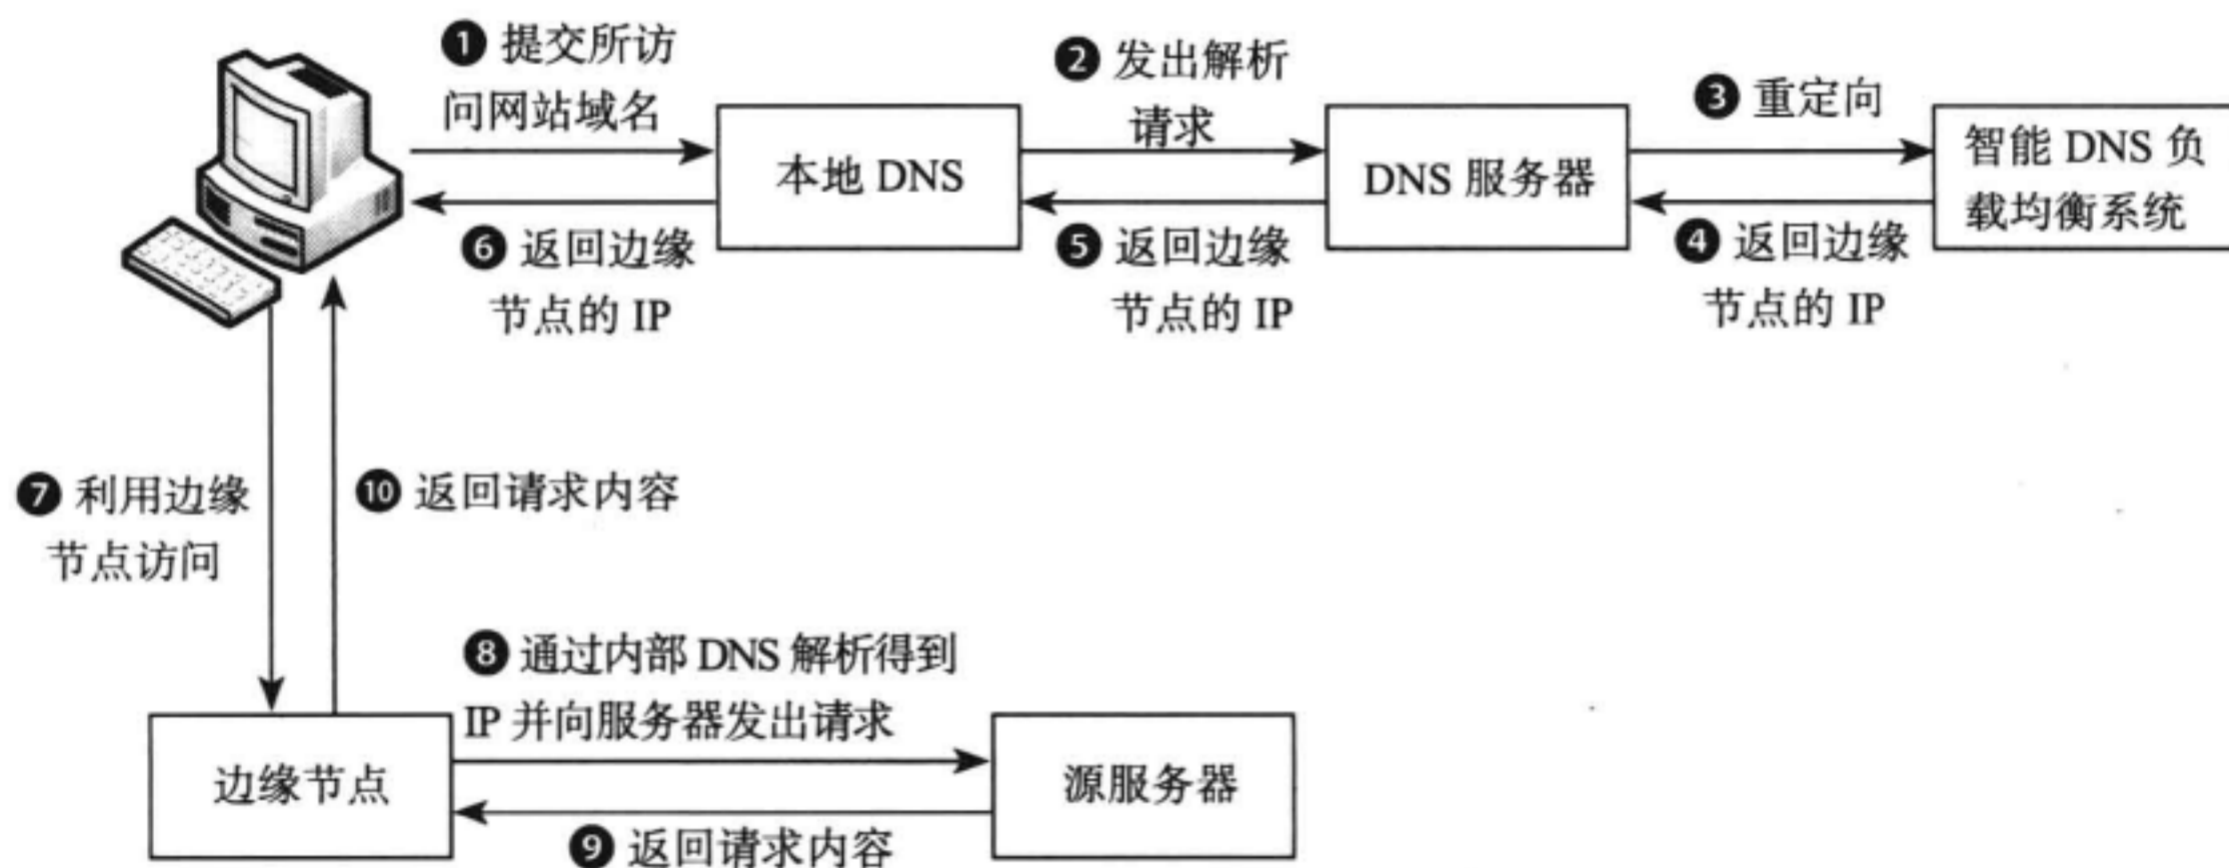 ❶ 提交所访
问网站域名
❷ 发出解析
请求
❸ 重定向
本地 DNS
DNS 服务器
智能 DNS 负
载均衡系统
❻ 返回边缘
节点的 IP
❺ 返回边缘
节点的 IP
❹ 返回边缘
节点的 IP
❼ 利用边缘
节点访问
❿ 返回请求内容
❽ 通过内部 DNS 解析得到
IP 并向服务器发出请求
边缘节点
源服务器
❾ 返回请求内容